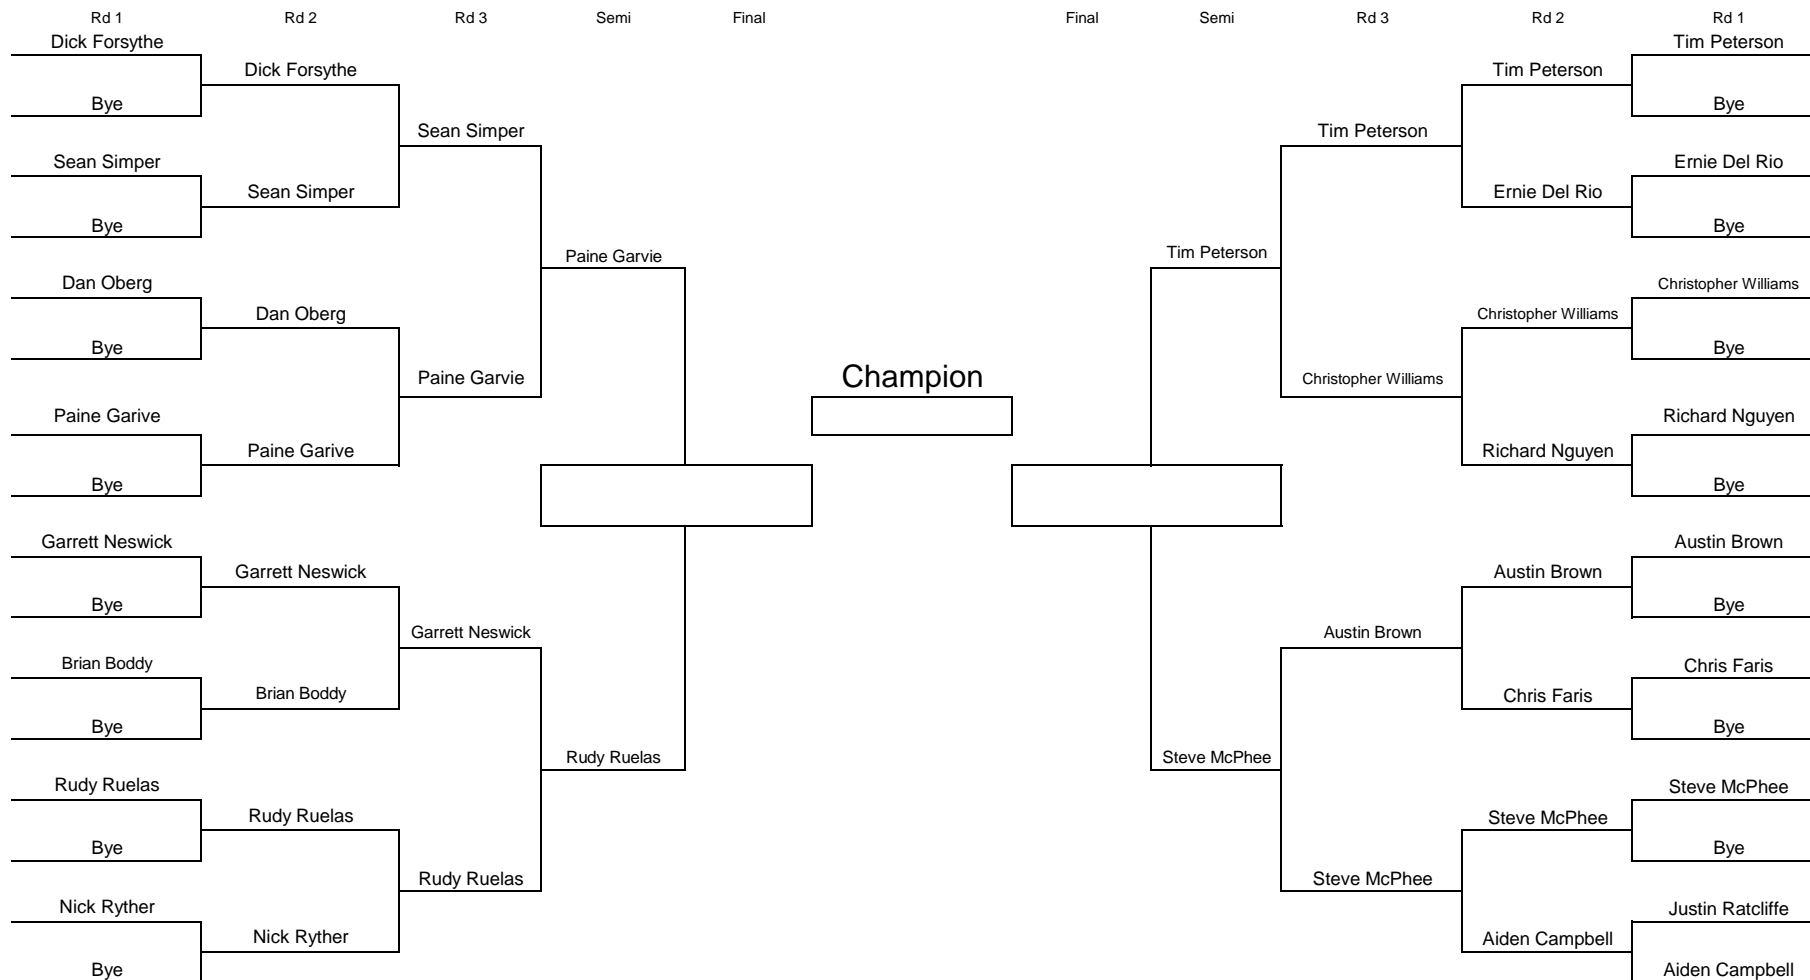 Rd 1 Rd 2 Rd 3 Semi Final Final Semi Rd 3 Rd 2 Rd 1
Dick Forsythe Tim Peterson
Dick Forsythe Tim Peterson
Bye Bye
Sean Simper Tim Peterson
Sean Simper Ernie Del Rio
Sean Simper Ernie Del Rio
Bye Bye
Paine Garvie Tim Peterson
Dan Oberg Christopher Williams
Dan Oberg Christopher Williams
Bye Bye
Paine Garvie Champion Christopher Williams
Paine Garive Richard Nguyen
Paine Garive Richard Nguyen
Bye Bye
Garrett Neswick Austin Brown
Garrett Neswick Austin Brown
Bye Bye
Garrett Neswick Austin Brown
Brian Boddy Chris Faris
Brian Boddy Chris Faris
Bye Bye
Rudy Ruelas Steve McPhee
Rudy Ruelas Steve McPhee
Rudy Ruelas Steve McPhee
Bye Bye
Rudy Ruelas Steve McPhee
Nick Ryther Justin Ratcliffe
Nick Ryther Aiden Campbell
Bye Aiden Campbell